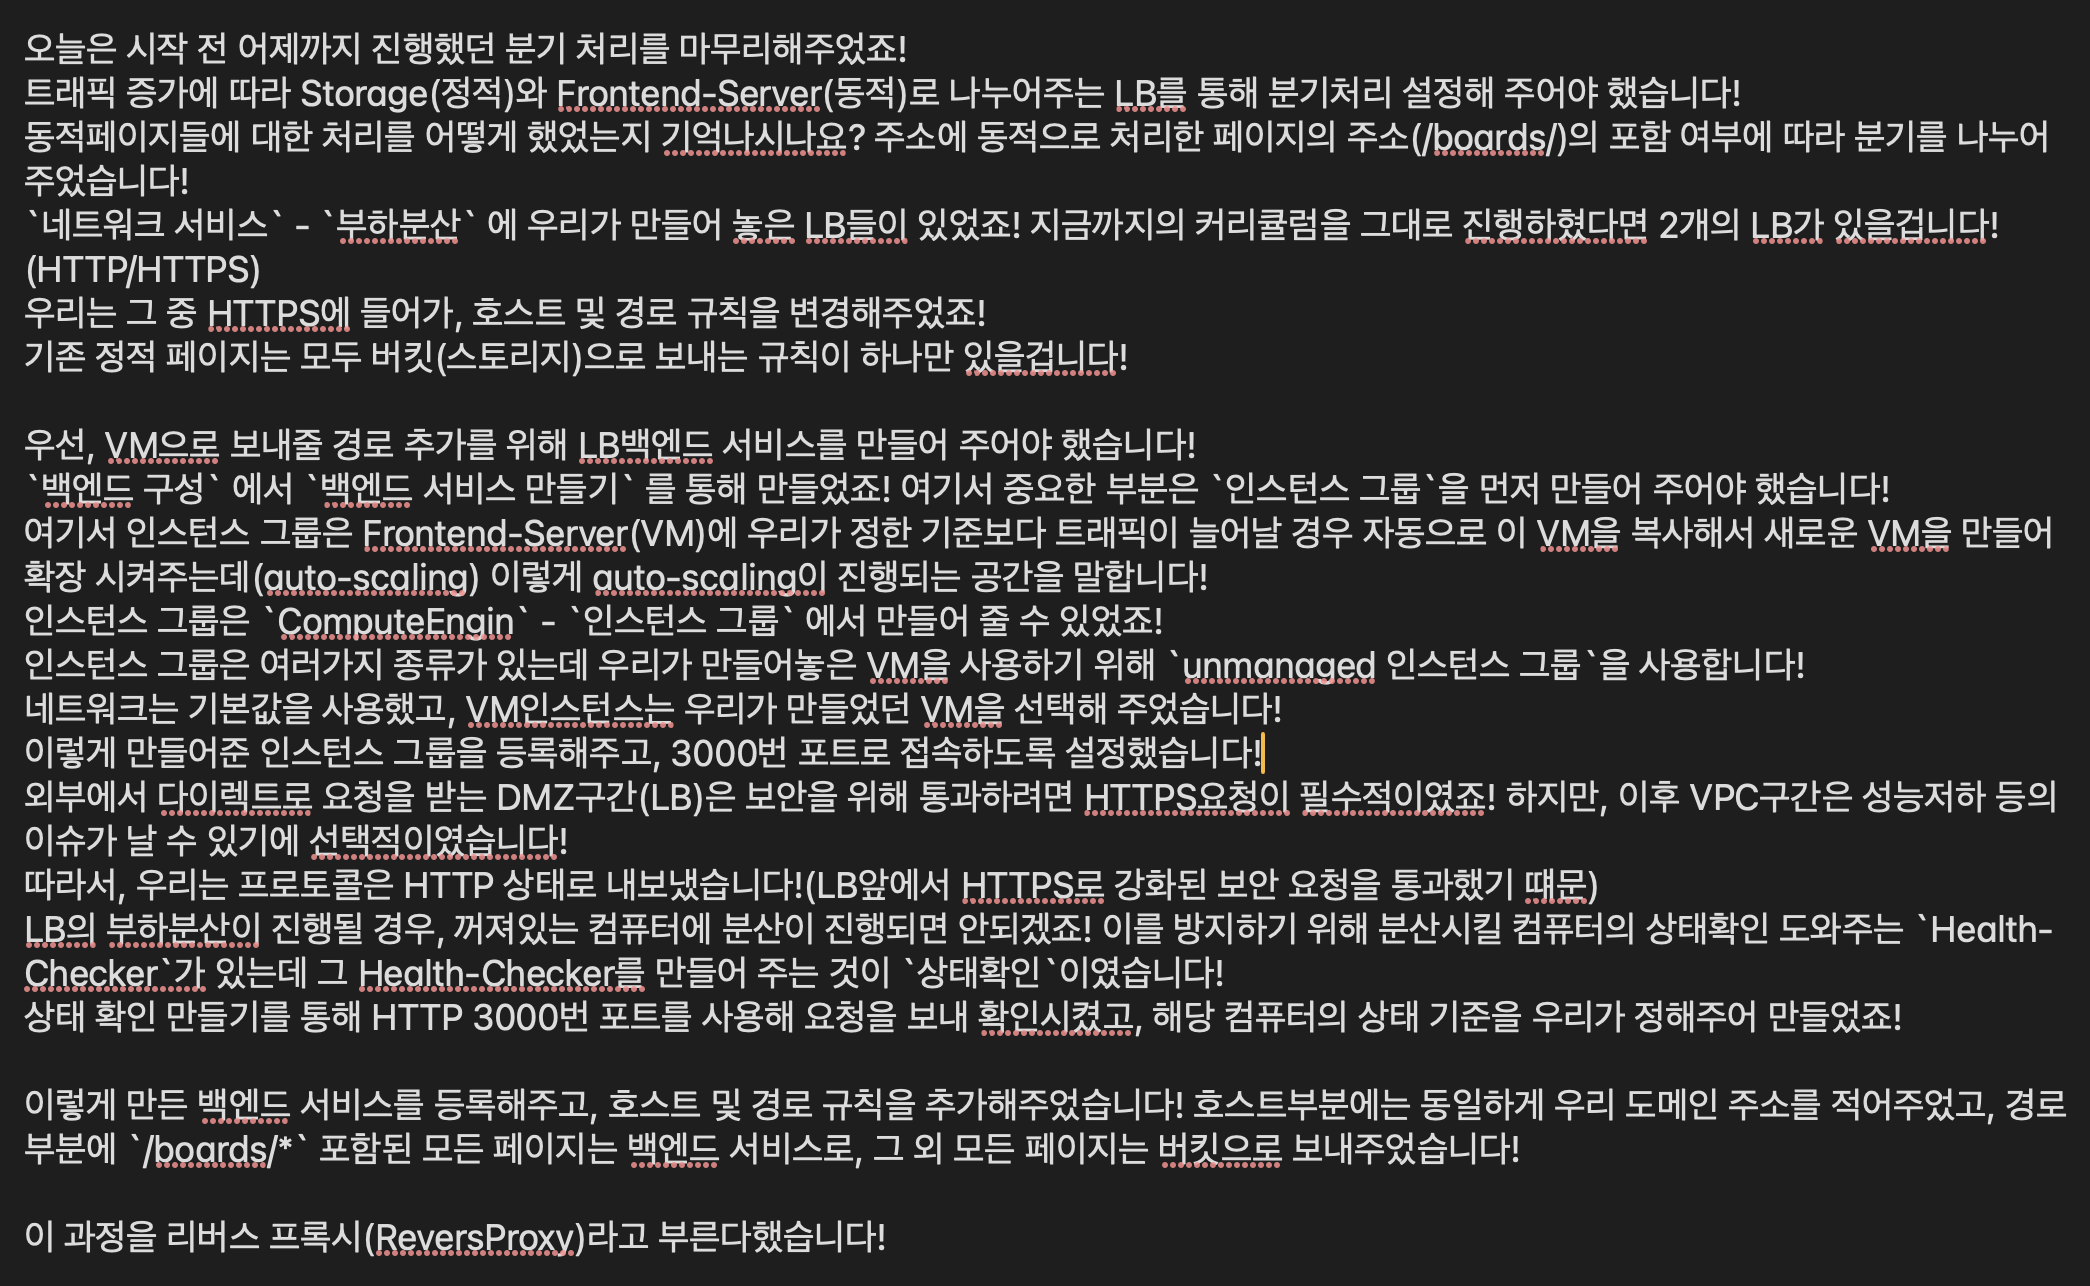 오늘은 시작 전 어제까지 진행했던 분기 처리를 마무리해주었죠!
트래픽 증가에 따라 Storage(정적)와 Frontend-Server(동적)로 나누어주는 LB를 통해 분기처리 설정해 주어야 했습니다!
동적페이지들에 대한 처리를 어떻게 했었는지 기억나시나요? 주소에 동적으로 처리한 페이지의 주소(/boards/)의 포함 여부에 따라 분기를 나누어
주었습니다!
`네트워크 서비스` - `부하분산` 에 우리가 만들어 놓은 LB들이 있었죠! 지금까지의 커리큘럼을 그대로 진행하혔다면 2개의 LB가 있을겁니다!
(HTTP/HTTPS)
우리는 그 중 HTTPS에 들어가, 호스트 및 경로 규칙을 변경해주었죠!
기존 정적 페이지는 모두 버킷(스토리지)으로 보내는 규칙이 하나만 있을겁니다!
우선, VM으로 보내줄 경로 추가를 위해 LB백엔드 서비스를 만들어 주어야 했습니다!
`백엔드 구성` 에서 `백엔드 서비스 만들기` 를 통해 만들었죠! 여기서 중요한 부분은 `인스턴스 그룹`을 먼저 만들어 주어야 했습니다!
여기서 인스턴스 그룹은 Frontend-Server(VM)에 우리가 정한 기준보다 트래픽이 늘어날 경우 자동으로 이 VM을 복사해서 새로운 VM을 만들어
확장 시켜주는데(auto-scaling) 이렇게 auto-scaling이 진행되는 공간을 말합니다!
인스턴스 그룹은 `ComputeEngin` - `인스턴스 그룹` 에서 만들어 줄 수 있었죠!
인스턴스 그룹은 여러가지 종류가 있는데 우리가 만들어놓은 VM을 사용하기 위해 `unmanaged 인스턴스 그룹`을 사용합니다!
네트워크는 기본값을 사용했고, VM인스턴스는 우리가 만들었던 VM을 선택해 주었습니다!
이렇게 만들어준 인스턴스 그룹을 등록해주고, 3000번 포트로 접속하도록 설정했습니다!
외부에서 다이렉트로 요청을 받는 DMZ구간(LB)은 보안을 위해 통과하려면 HTTPS요청이 필수적이였죠! 하지만, 이후 VPC구간은 성능저하 등의
이슈가 날 수 있기에 선택적이였습니다!
따라서, 우리는 프로토콜은 HTTP 상태로 내보냈습니다!(LB앞에서 HTTPS로 강화된 보안 요청을 통과했기 떄문)
LB의 부하분산이 진행될 경우, 꺼져있는 컴퓨터에 분산이 진행되면 안되겠죠! 이를 방지하기 위해 분산시킬 컴퓨터의 상태확인 도와주는 `Health-
Checker`가 있는데 그 Health-Checker를 만들어 주는 것이 `상태확인`이였습니다!
상태 확인 만들기를 통해 HTTP 3000번 포트를 사용해 요청을 보내 확인시켰고, 해당 컴퓨터의 상태 기준을 우리가 정해주어 만들었죠!
이렇게 만든 백엔드 서비스를 등록해주고, 호스트 및 경로 규칙을 추가해주었습니다! 호스트부분에는 동일하게 우리 도메인 주소를 적어주었고, 경로
부분에 `/boards/*` 포함된 모든 페이지는 백엔드 서비스로, 그 외 모든 페이지는 버킷으로 보내주었습니다!
이 과정을 리버스 프록시(ReversProxy)라고 부른다했습니다!